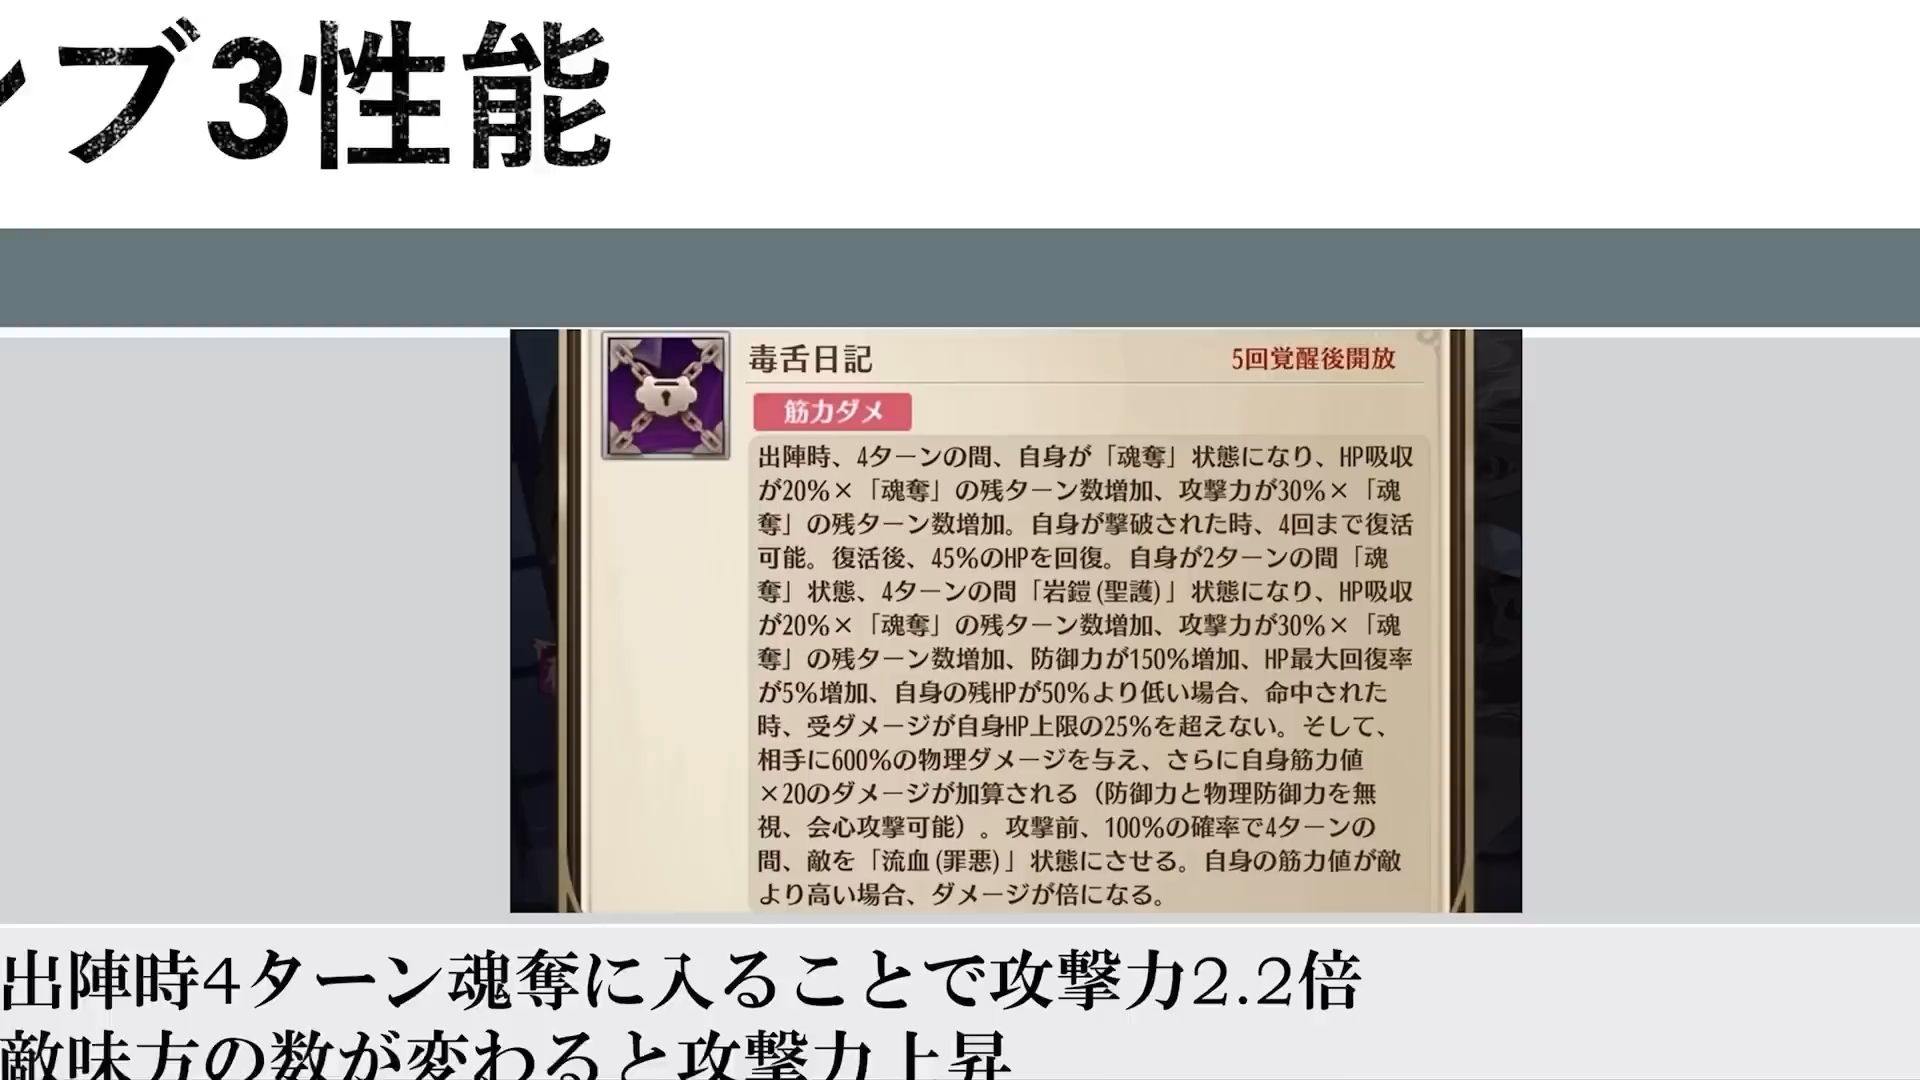 ブ3性能
毒舌日記
5回覚醒後開放
筋力ダメ
出陣時、4ターンの間、自身が「魂奪」状態になり、HP吸収
が20%×「魂奪」の残ターン数増加、攻撃力が30%×「魂
奪」の残ターン数増加。自身が撃破された時、4回まで復活
可能。復活後、45%のHPを回復。自身が2ターンの間「魂
奪」状態、4ターンの間「岩鎧(聖護)」状態になり、HP吸収
が20%×「魂奪」の残ターン数増加、攻撃力が30%×「魂
奪」の残ターン数増加、防御力が150%増加、HP最大回復率
が5%増加、自身の残HPが50%より低い場合、命中された
時、受ダメージが自身HP上限の25%を超えない。そして、
相手に600%の物理ダメージを与え、さらに自身筋力値
×20のダメージが加算される（防御力と物理防御力を無
視、会心攻撃可能）。攻撃前、100%の確率で4ターンの
間、敵を「流血(罪悪)」状態にさせる。自身の筋力値が敵
より高い場合、ダメージが倍になる。
出陣時4ターン魂奪に入ることで攻撃力2.2倍
敵味方の数が変わると攻撃力上昇